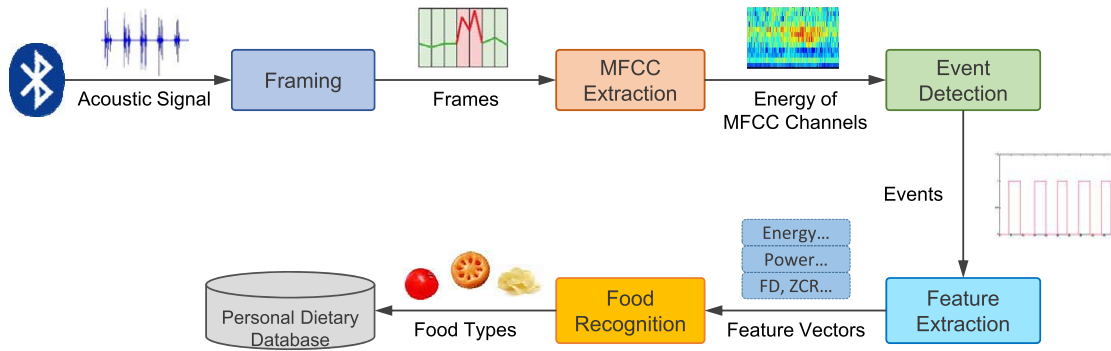 Acoustic Signal
Framing
Frames
MFCC
Extraction
Energy of
MFCC Channels
Event
Detection
Events
Feature
Extraction
Energy…
Power…
FD, ZCR…
Feature Vectors
Food
Recognition
Food Types
Personal Dietary
Database